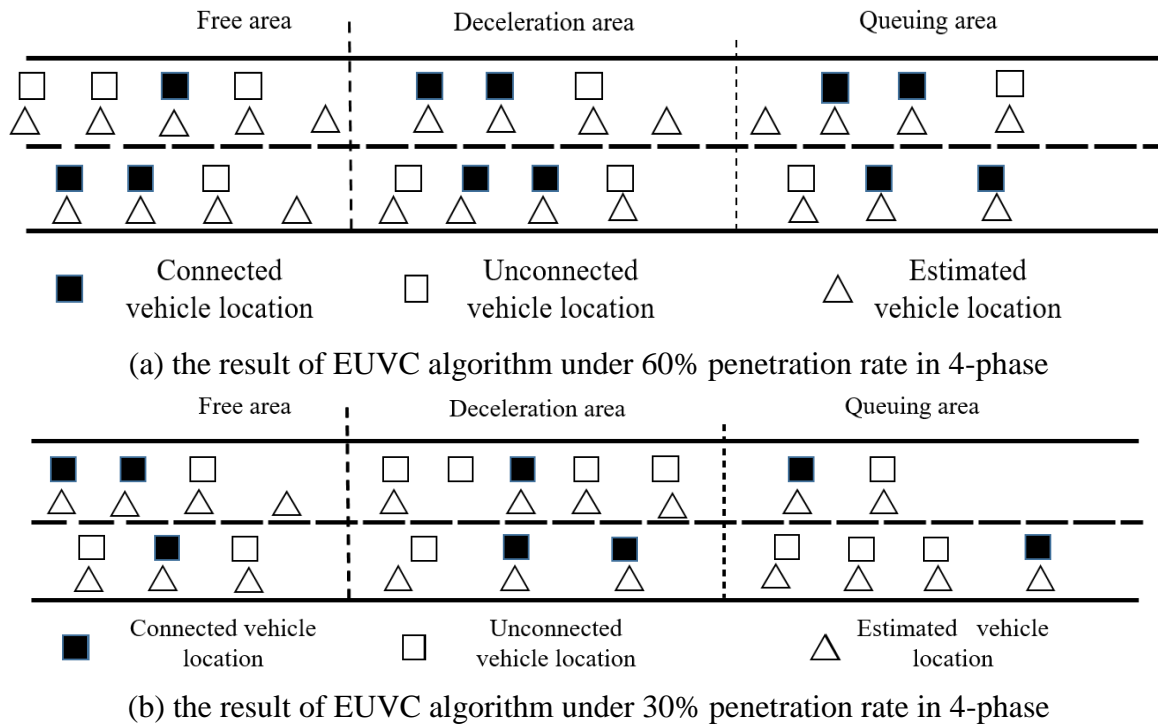 Free area
Deceleration area
Queuing area
Connected
vehicle location
Unconnected
vehicle location
Estimated
vehicle location
(a) the result of EUVC algorithm under 60% penetration rate in 4-phase
Free area
Deceleration area
Queuing area
Connected vehicle
location
Unconnected
vehicle location
Estimated vehicle
location
(b) the result of EUVC algorithm under 30% penetration rate in 4-phase